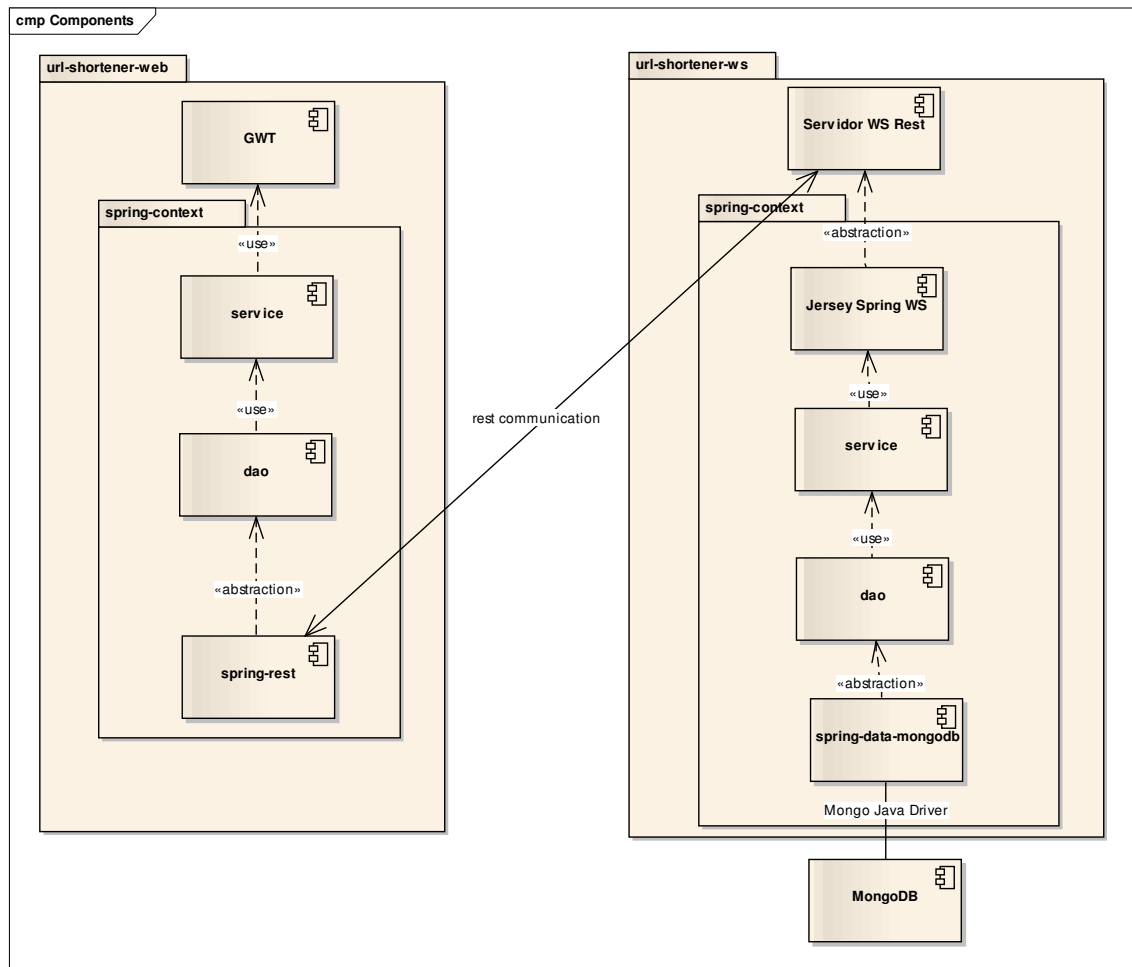 cmp Components
url-shortener-web
GWT
spring-context
«use»
service
«use»
dao
«abstraction»
spring-rest
rest communication
url-shortener-ws
Servidor WS Rest
spring-context
«abstraction»
Jersey Spring WS
«use»
service
«use»
dao
«abstraction»
spring-data-mongodb
Mongo Java Driver
MongoDB